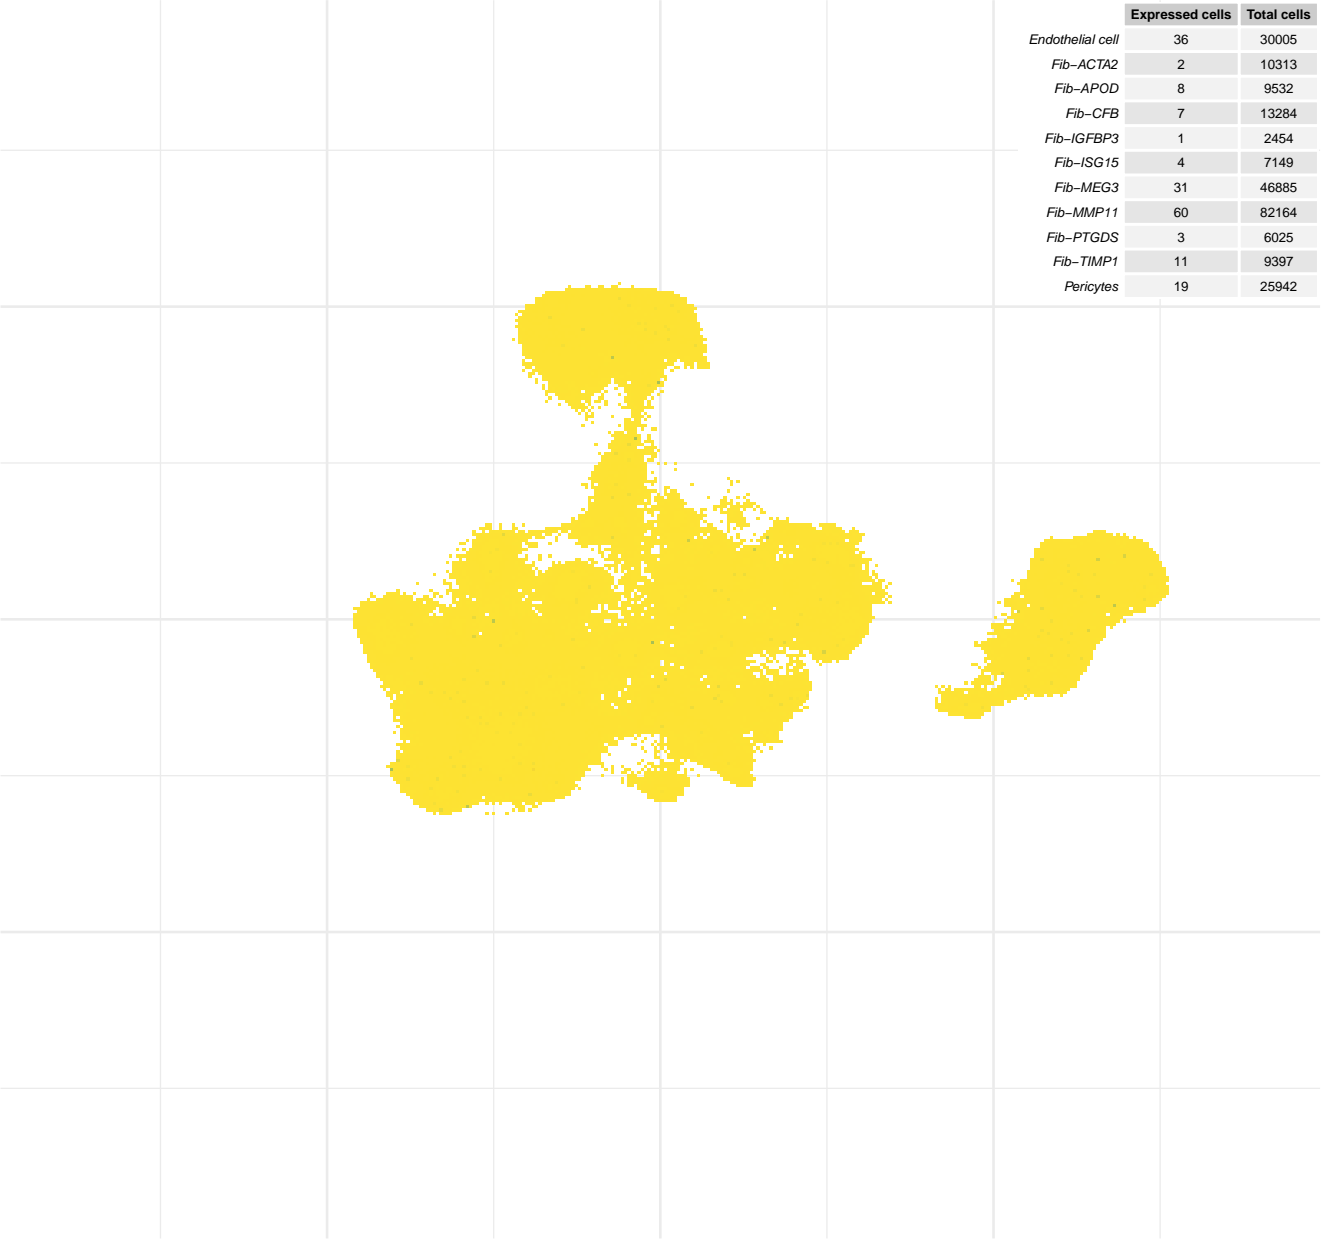 Expressed cells Total cells
Endothelial cell 36 30005
Fib−ACTA2 2 10313
Fib−APOD 8 9532
Fib−CFB 7 13284
Fib−IGFBP3 1 2454
Fib−ISG15 4 7149
Fib−MEG3 31 46885
Fib−MMP11 60 82164
Fib−PTGDS 3 6025
Fib−TIMP1 11 9397
Pericytes 19 25942